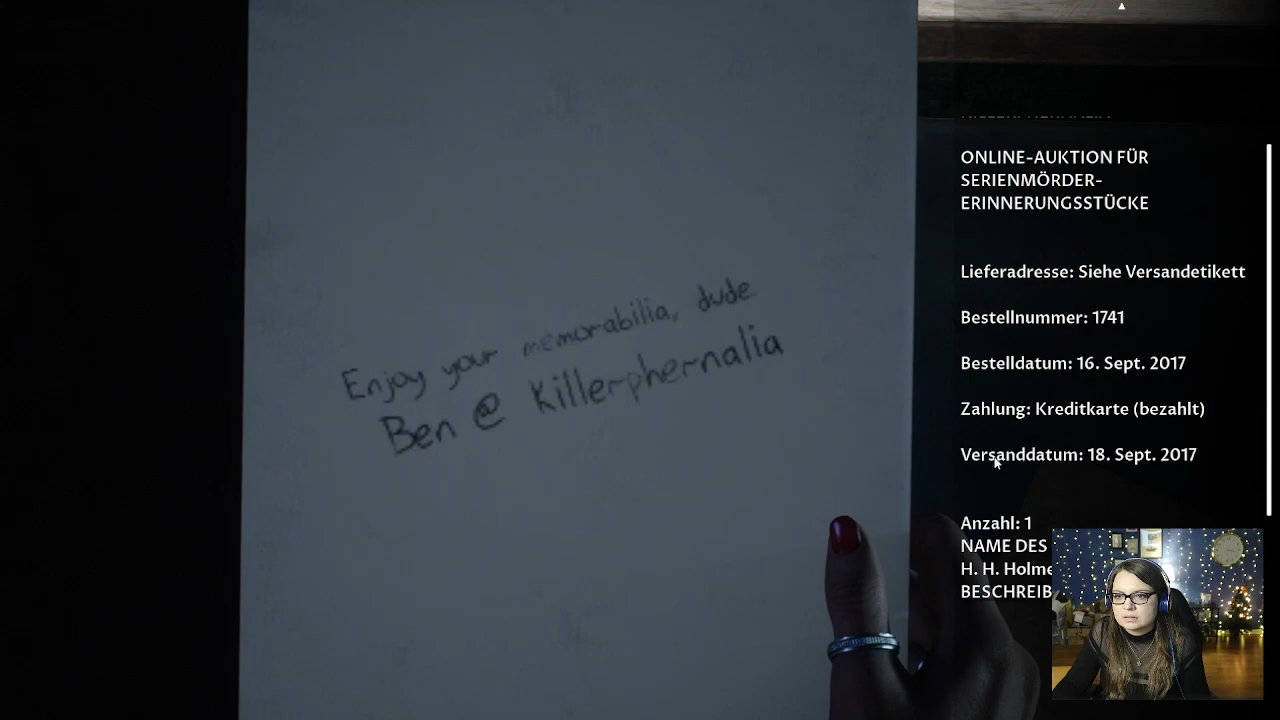 Enjoy your memorabilia, dude
Ben @ Killerphernalia
ONLINE-AUKTION FÜR
SERIENMÖRDER-
ERINNERUNGSSTÜCKE
Lieferadresse: Siehe Versandetikett
Bestellnummer: 1741
Bestelldatum: 16. Sept. 2017
Zahlung: Kreditkarte (bezahlt)
Versanddatum: 18. Sept. 2017
Anzahl: 1
NAME DES
H. H. Holme
BESCHREIB